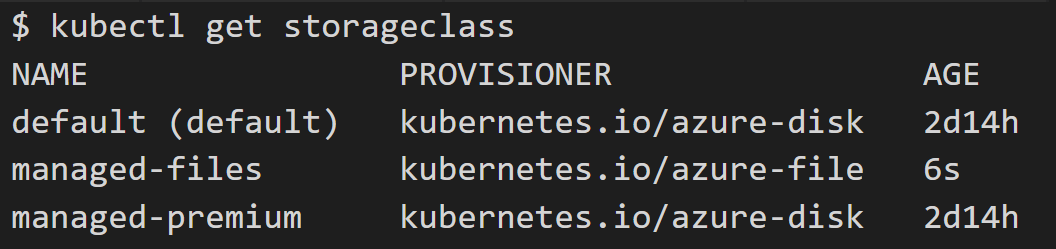 $ kubectl get storageclass
NAME PROVISIONER AGE
default (default) kubernetes.io/azure-disk 2d14h
managed-files kubernetes.io/azure-file 6s
managed-premium kubernetes.io/azure-disk 2d14h